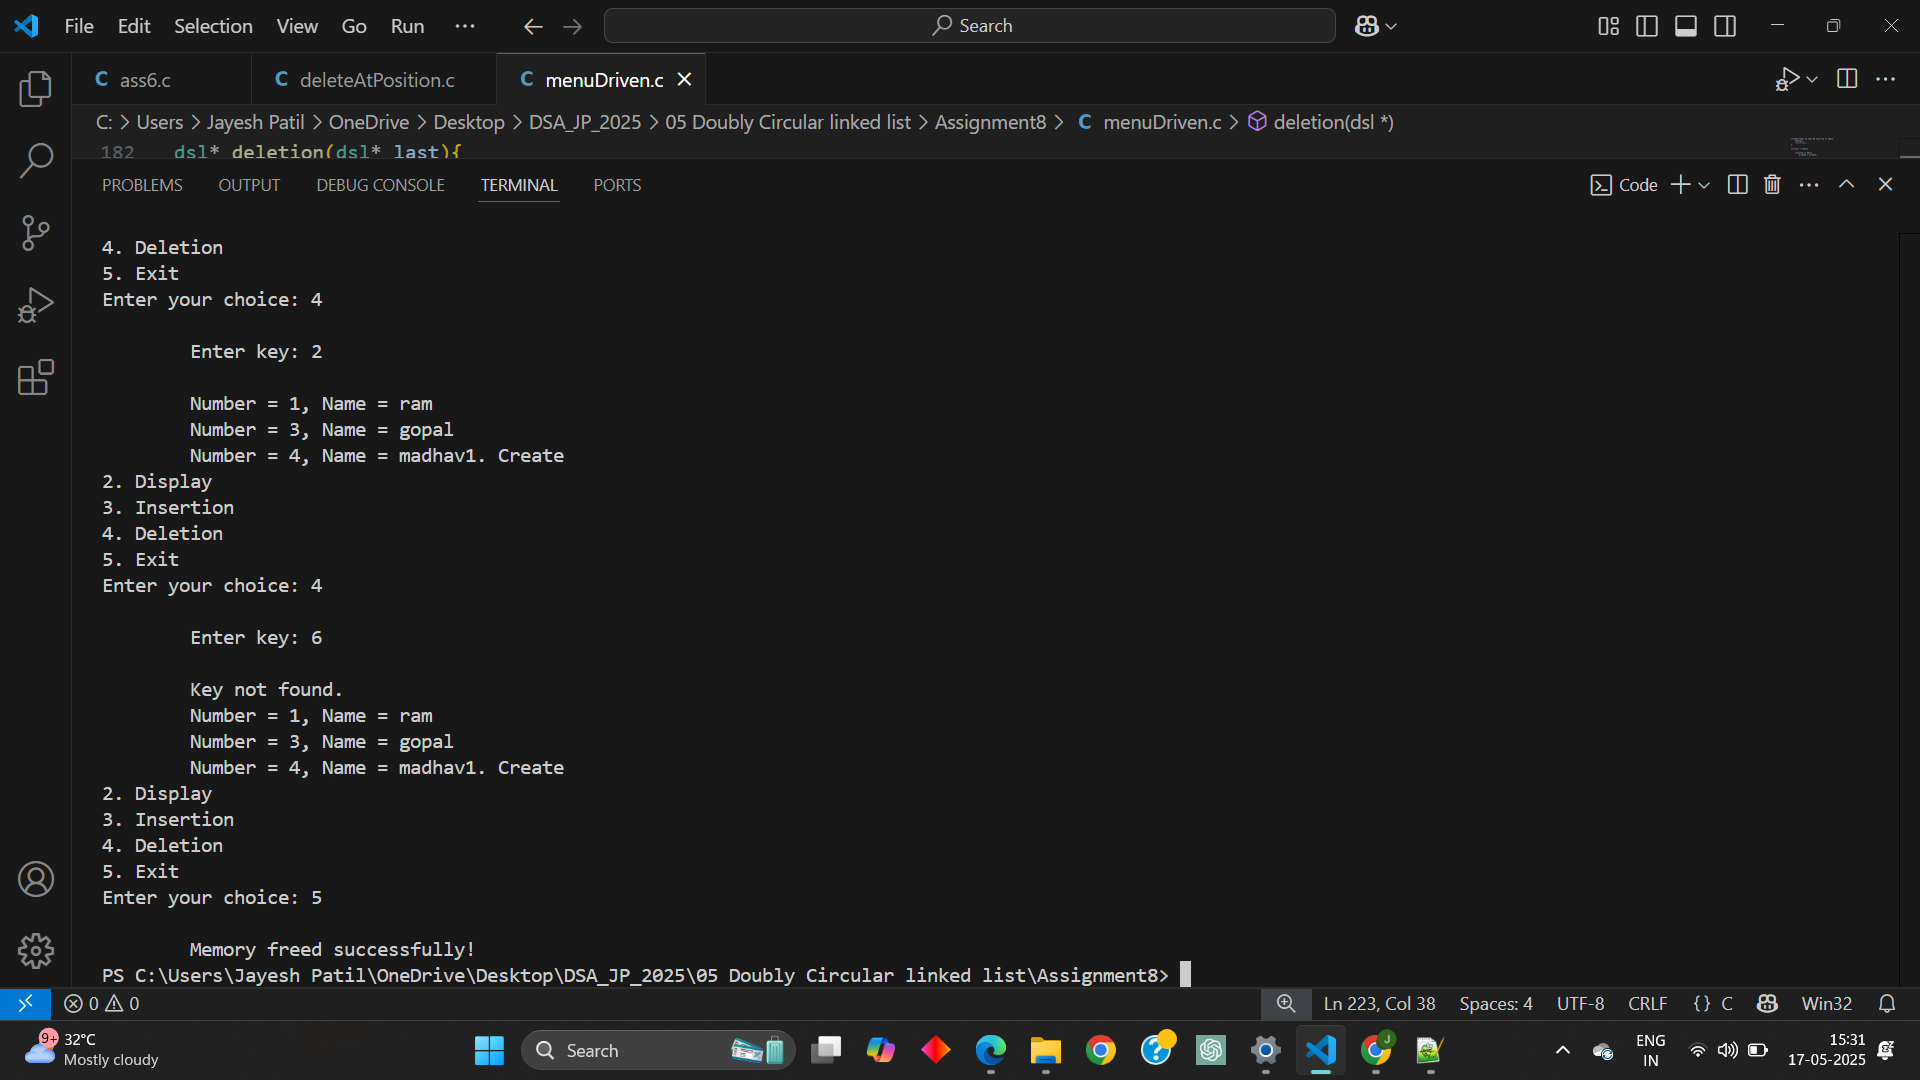 File Edit Selection View Go Run ··· Search
C ass6.c C deleteAtPosition.c C menuDriven.c
C: > Users > Jayesh Patil > OneDrive > Desktop > DSA_JP_2025 > 05 Doubly Circular linked list > Assignment8 > C menuDriven.c > deletion(dsl *)
182 dsl* deletion(dsl* last){
PROBLEMS OUTPUT DEBUG CONSOLE TERMINAL PORTS Code
4. Deletion
5. Exit
Enter your choice: 4
Enter key: 2
Number = 1, Name = ram
Number = 3, Name = gopal
Number = 4, Name = madhav1. Create
2. Display
3. Insertion
4. Deletion
5. Exit
Enter your choice: 4
Enter key: 6
Key not found.
Number = 1, Name = ram
Number = 3, Name = gopal
Number = 4, Name = madhav1. Create
2. Display
3. Insertion
4. Deletion
5. Exit
Enter your choice: 5
Memory freed successfully!
PS C:\Users\Jayesh Patil\OneDrive\Desktop\DSA_JP_2025\05 Doubly Circular linked list\Assignment8>
0 0 Ln 223, Col 38 Spaces: 4 UTF-8 CRLF {} C Win32
9+ 32°C
Mostly cloudy
Search
J
ENG
IN
15:31
17-05-2025